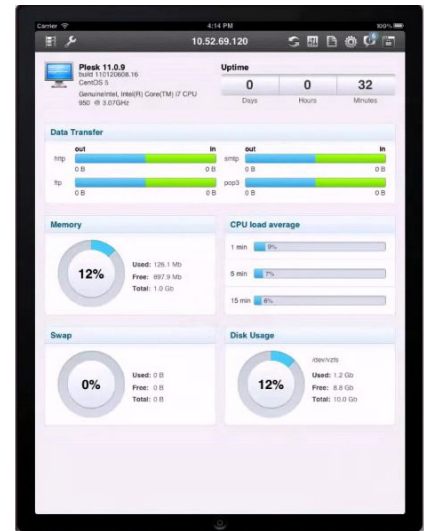 Carrier 4:14 PM 100%
10.52.69.120
Plesk 11.0.9
build 110120608.16
CentOS 5
GenuineIntel, Intel(R) Core(TM) i7 CPU
950 @ 3.07GHz
Uptime
0 0 32
Days Hours Minutes
Data Transfer
out in
http
0 B 0 B
ftp
0 B 0 B
out in
smtp
0 B 0 B
pop3
0 B 0 B
Memory
12%
Used: 126.1 Mb
Free: 897.9 Mb
Total: 1.0 Gb
CPU load average
1 min 9%
5 min 7%
15 min 6%
Swap
0%
Used: 0 B
Free: 0 B
Total: 0 B
Disk Usage
12%
/dev/vzfs
Used: 1.2 Gb
Free: 8.8 Gb
Total: 10.0 Gb